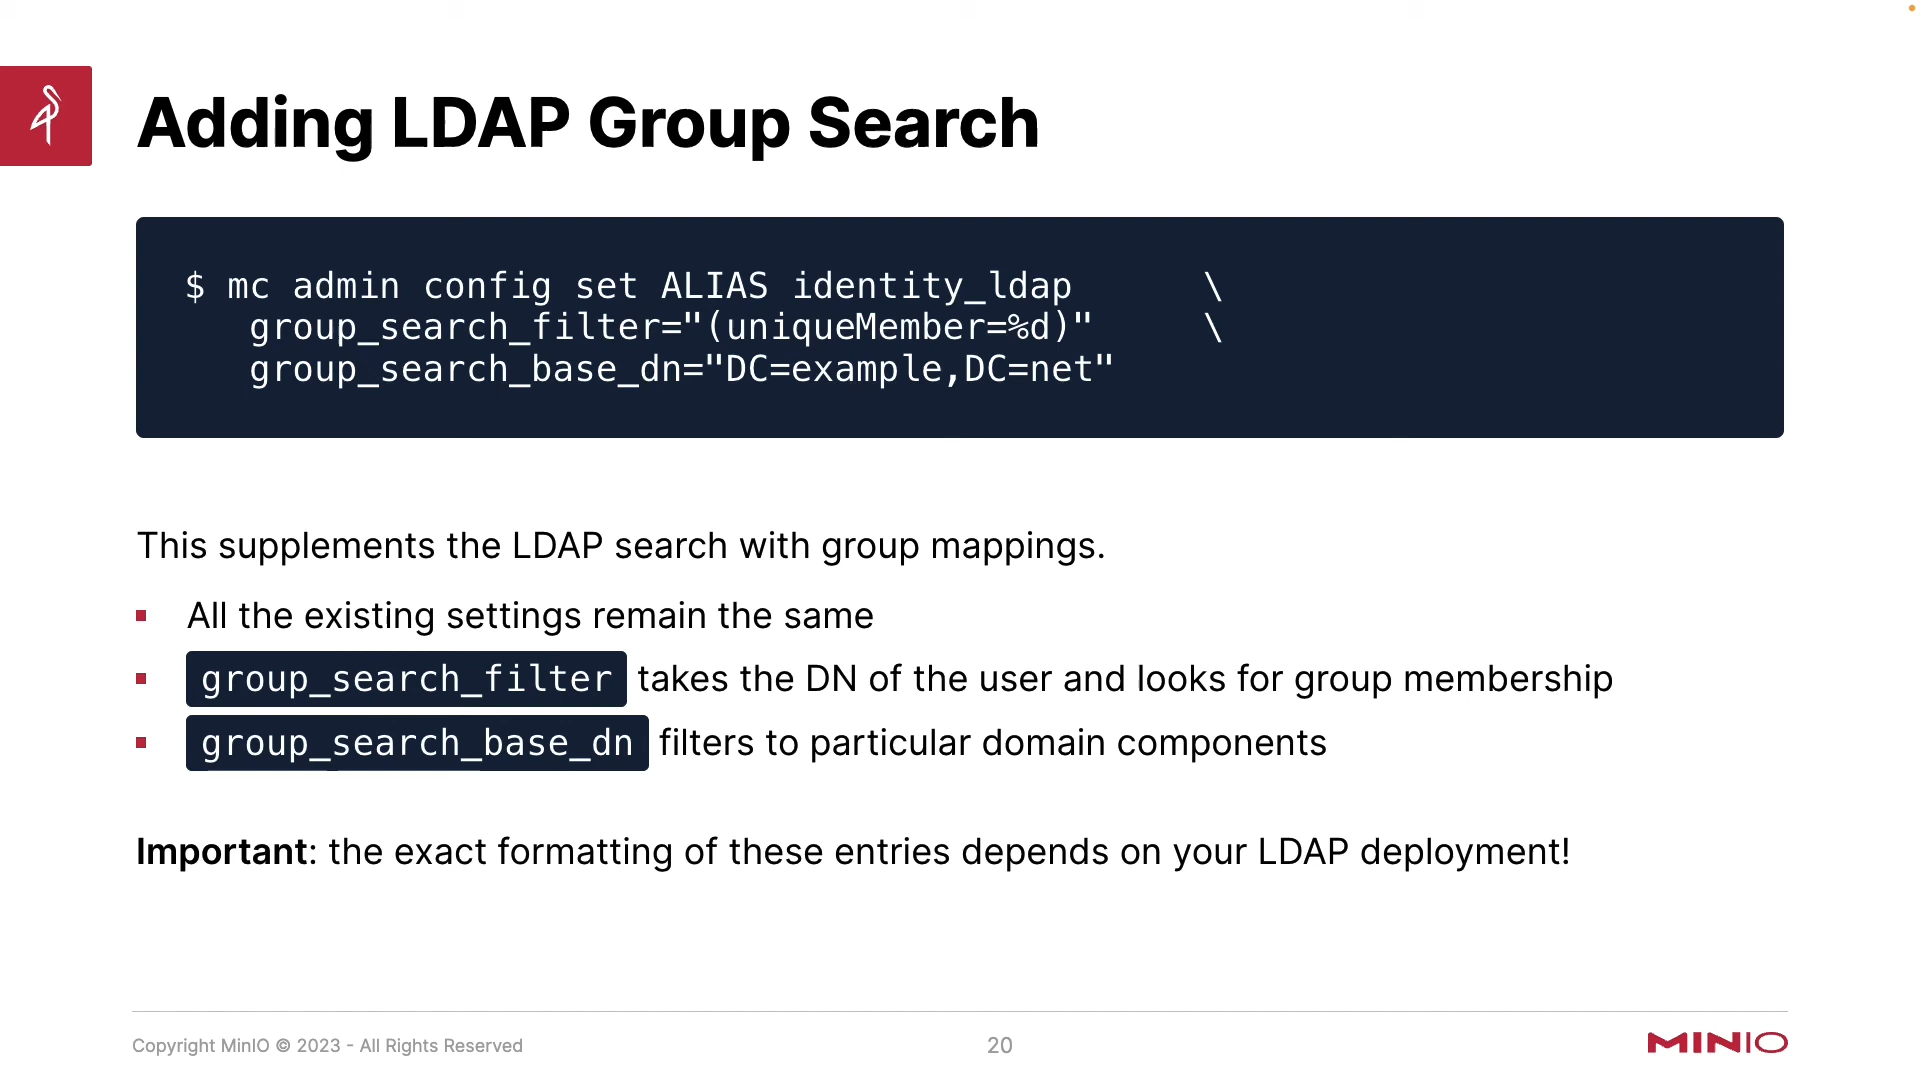 Adding LDAP Group Search
$ mc admin config set ALIAS identity_ldap      \
   group_search_filter="(uniqueMember=%d)"     \
   group_search_base_dn="DC=example,DC=net"
This supplements the LDAP search with group mappings.
▪ All the existing settings remain the same
▪ group_search_filter takes the DN of the user and looks for group membership
▪ group_search_base_dn filters to particular domain components
Important: the exact formatting of these entries depends on your LDAP deployment!
Copyright MinIO © 2023 - All Rights Reserved
20
MINIO